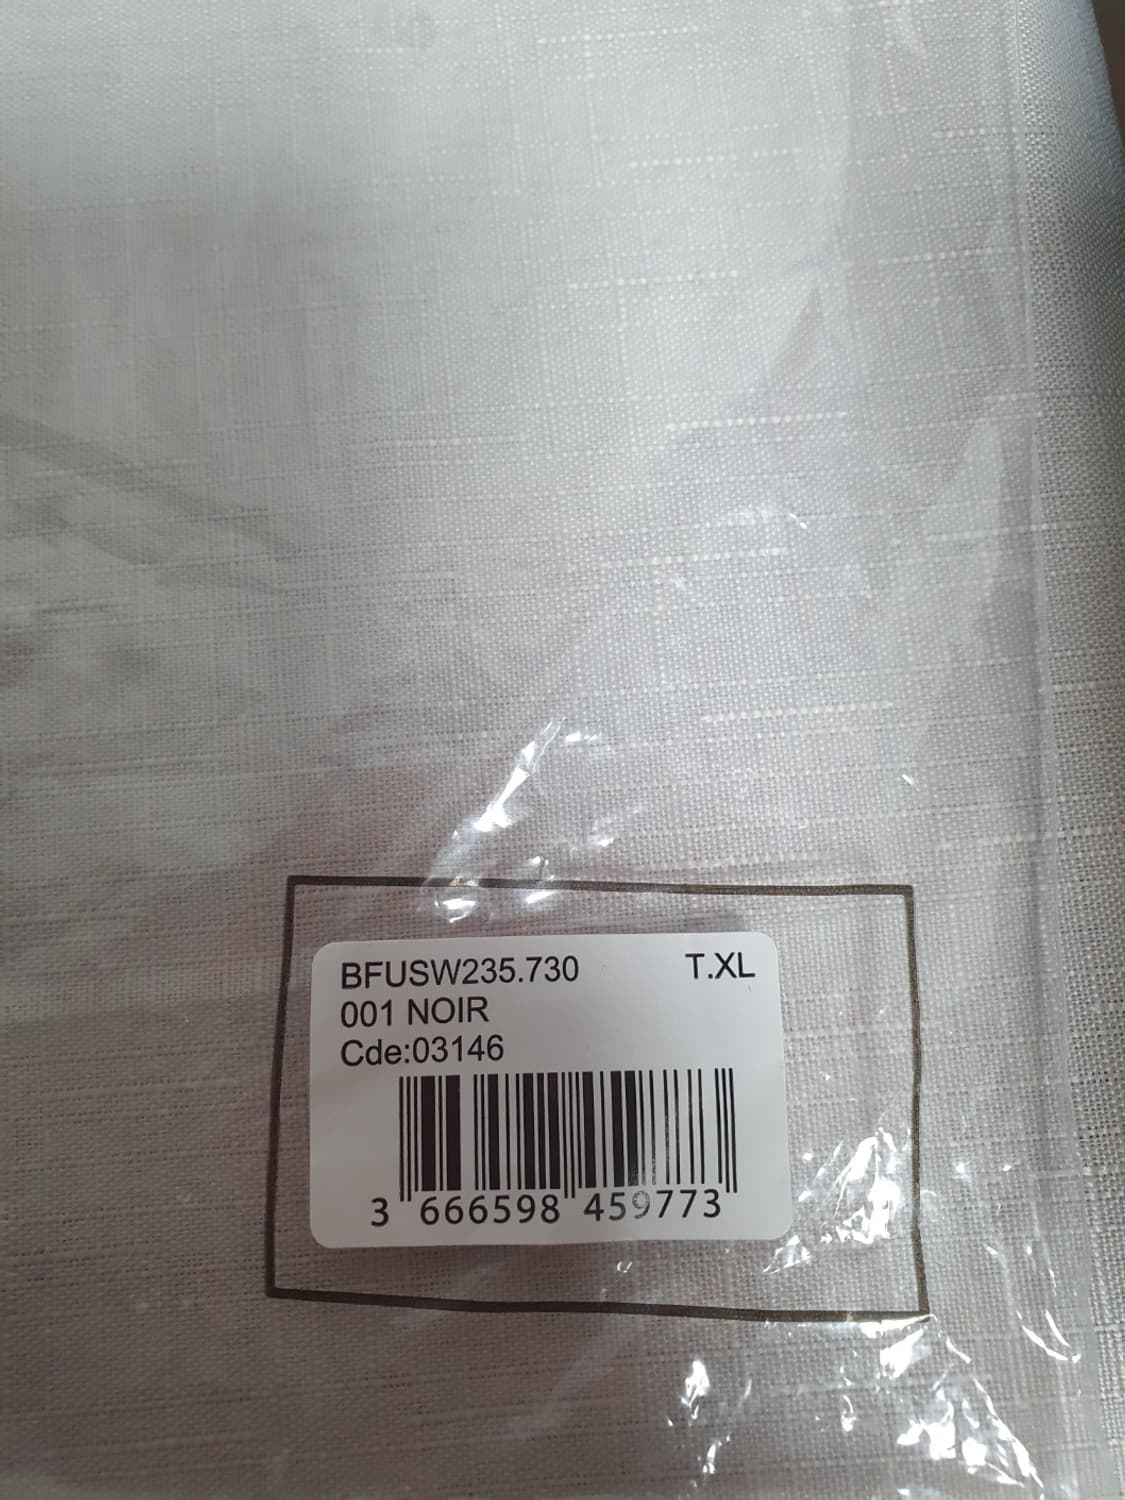 BFUSW235.730 T.XL
001 NOIR
Cde:03146
3 666598 459773